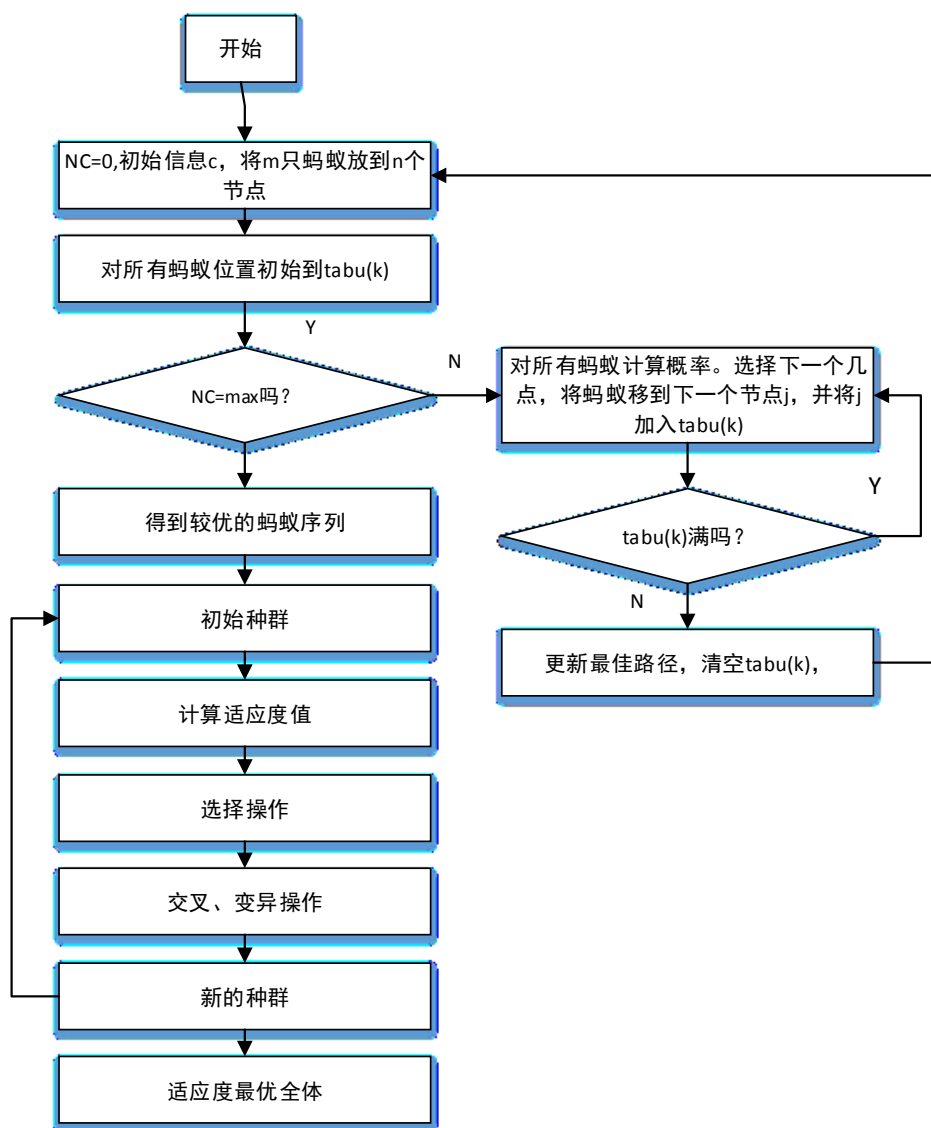 开始
NC=0,初始信息c，将m只蚂蚁放到n个
节点
对所有蚂蚁位置初始到tabu(k)
Y
NC=max吗？
N
对所有蚂蚁计算概率。选择下一个几
点，将蚂蚁移到下一个节点j，并将j
加入tabu(k)
Y
tabu(k)满吗？
N
更新最佳路径，清空tabu(k)，
得到较优的蚂蚁序列
初始种群
计算适应度值
选择操作
交叉、变异操作
新的种群
适应度最优全体